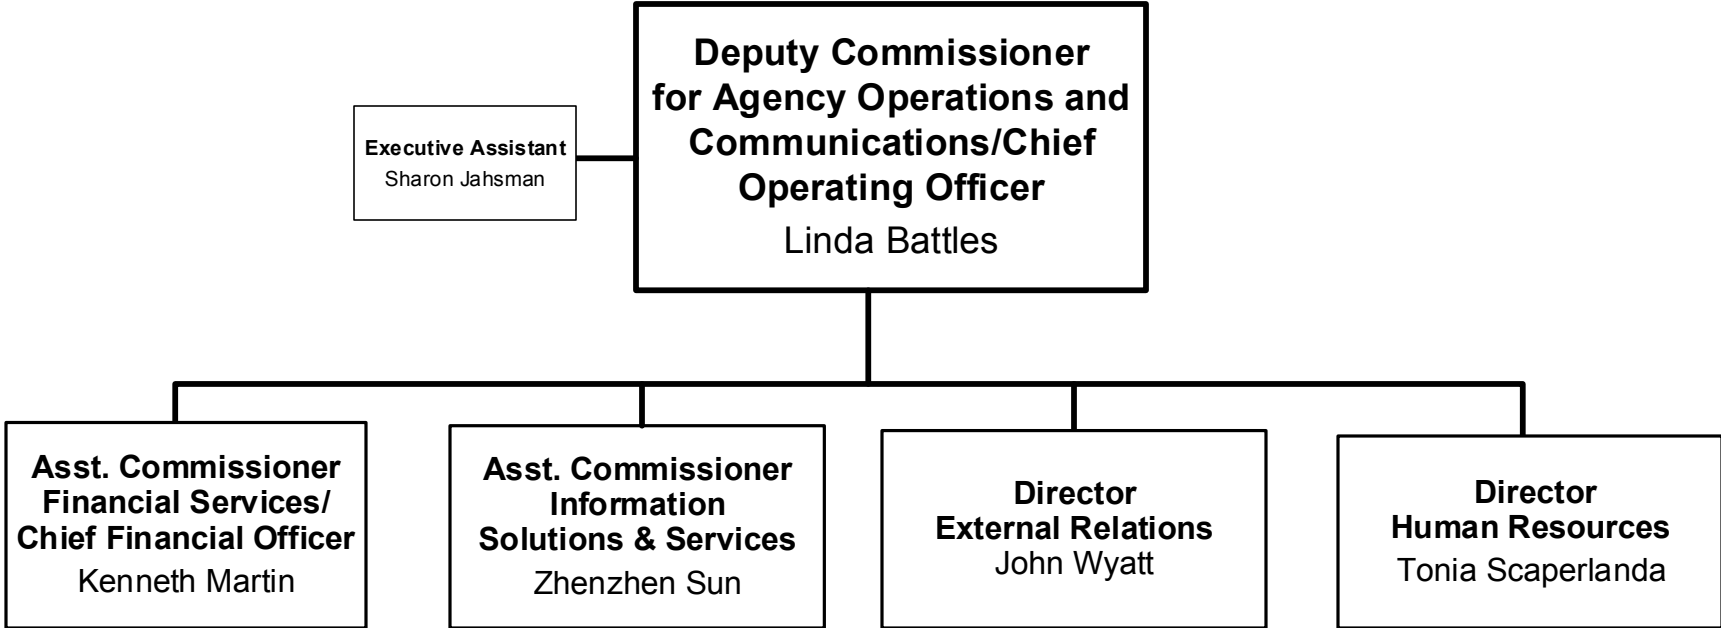 Deputy Commissioner
for Agency Operations and
Communications/Chief
Operating Officer
Linda Battles
Executive Assistant
Sharon Jahsman
Asst. Commissioner
Financial Services/
Chief Financial Officer
Kenneth Martin
Asst. Commissioner
Information
Solutions & Services
Zhenzhen Sun
Director
External Relations
John Wyatt
Director
Human Resources
Tonia Scaperlanda